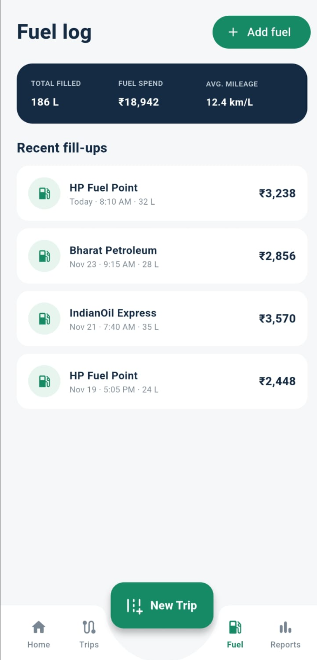 Fuel log
+ Add fuel
TOTAL FILLED FUEL SPEND AVG. MILEAGE
186 L ₹18,942 12.4 km/L
Recent fill-ups
HP Fuel Point
Today · 8:10 AM · 32 L
₹3,238
Bharat Petroleum
Nov 23 · 9:15 AM · 28 L
₹2,856
IndianOil Express
Nov 21 · 7:40 AM · 35 L
₹3,570
HP Fuel Point
Nov 19 · 5:05 PM · 24 L
₹2,448
New Trip
Home Trips Fuel Reports